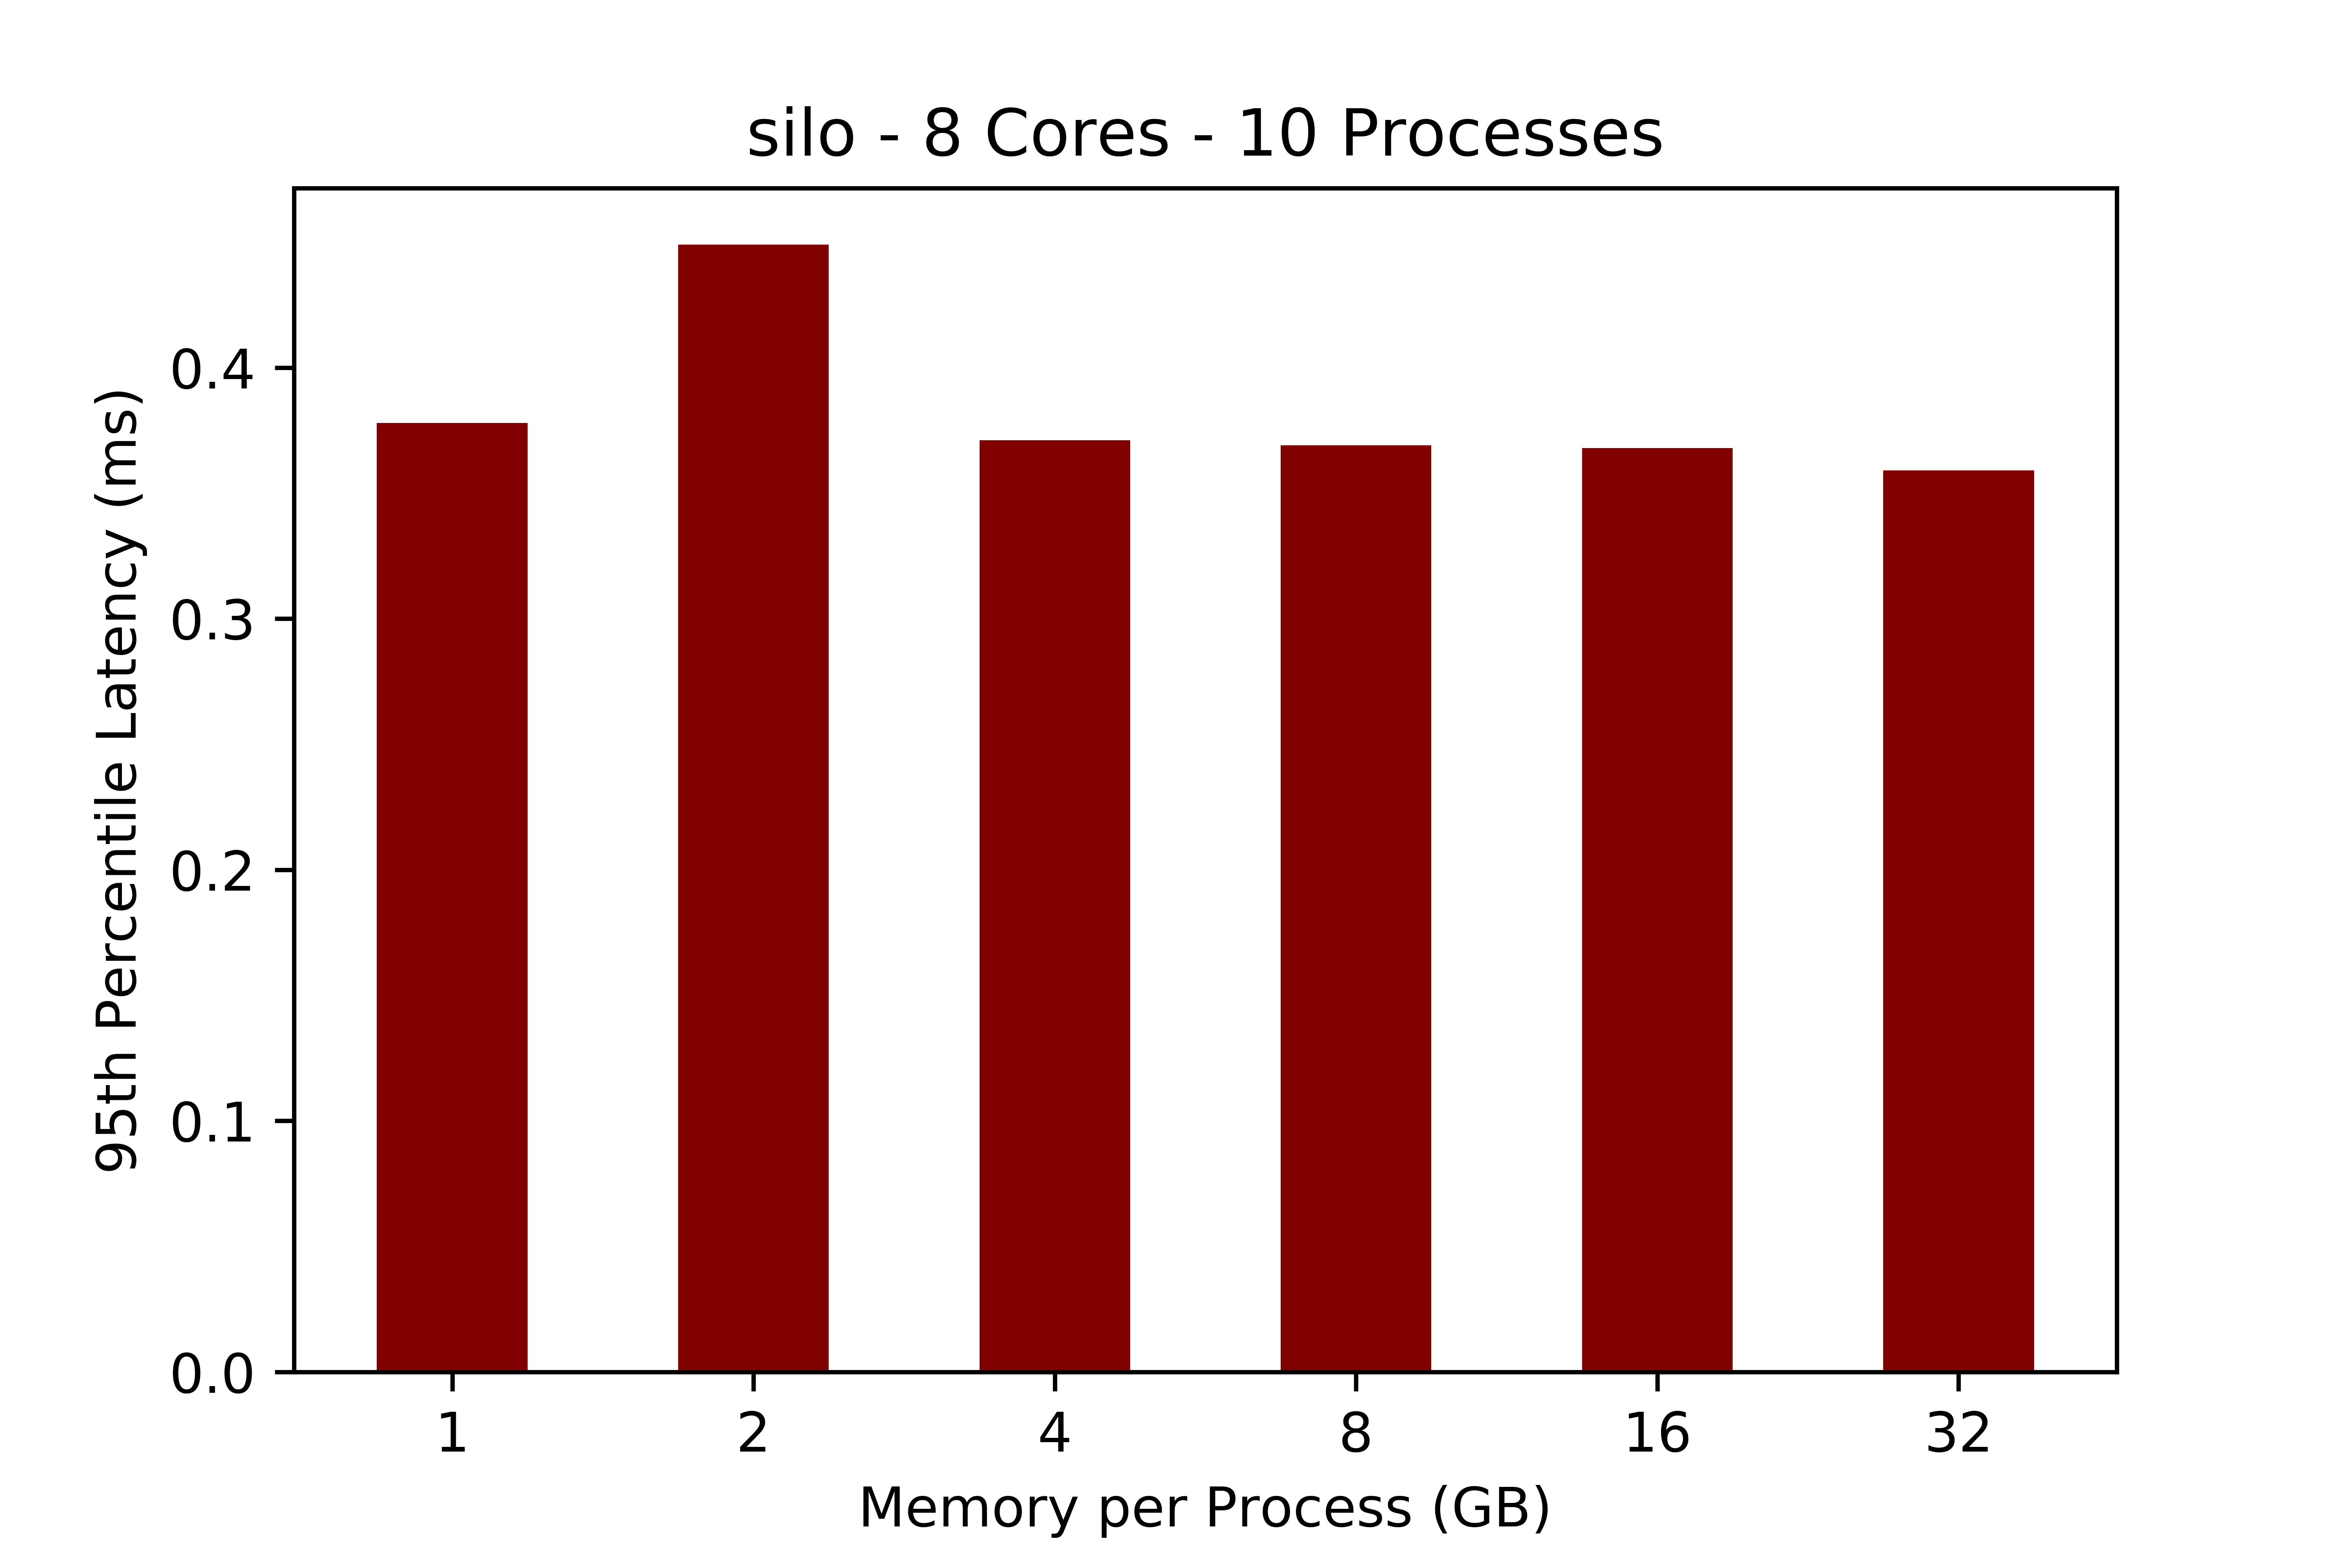 silo - 8 Cores - 10 Processes
95th Percentile Latency (ms)
0.4
0.3
0.2
0.1
0.0
1 2 4 8 16 32
Memory per Process (GB)